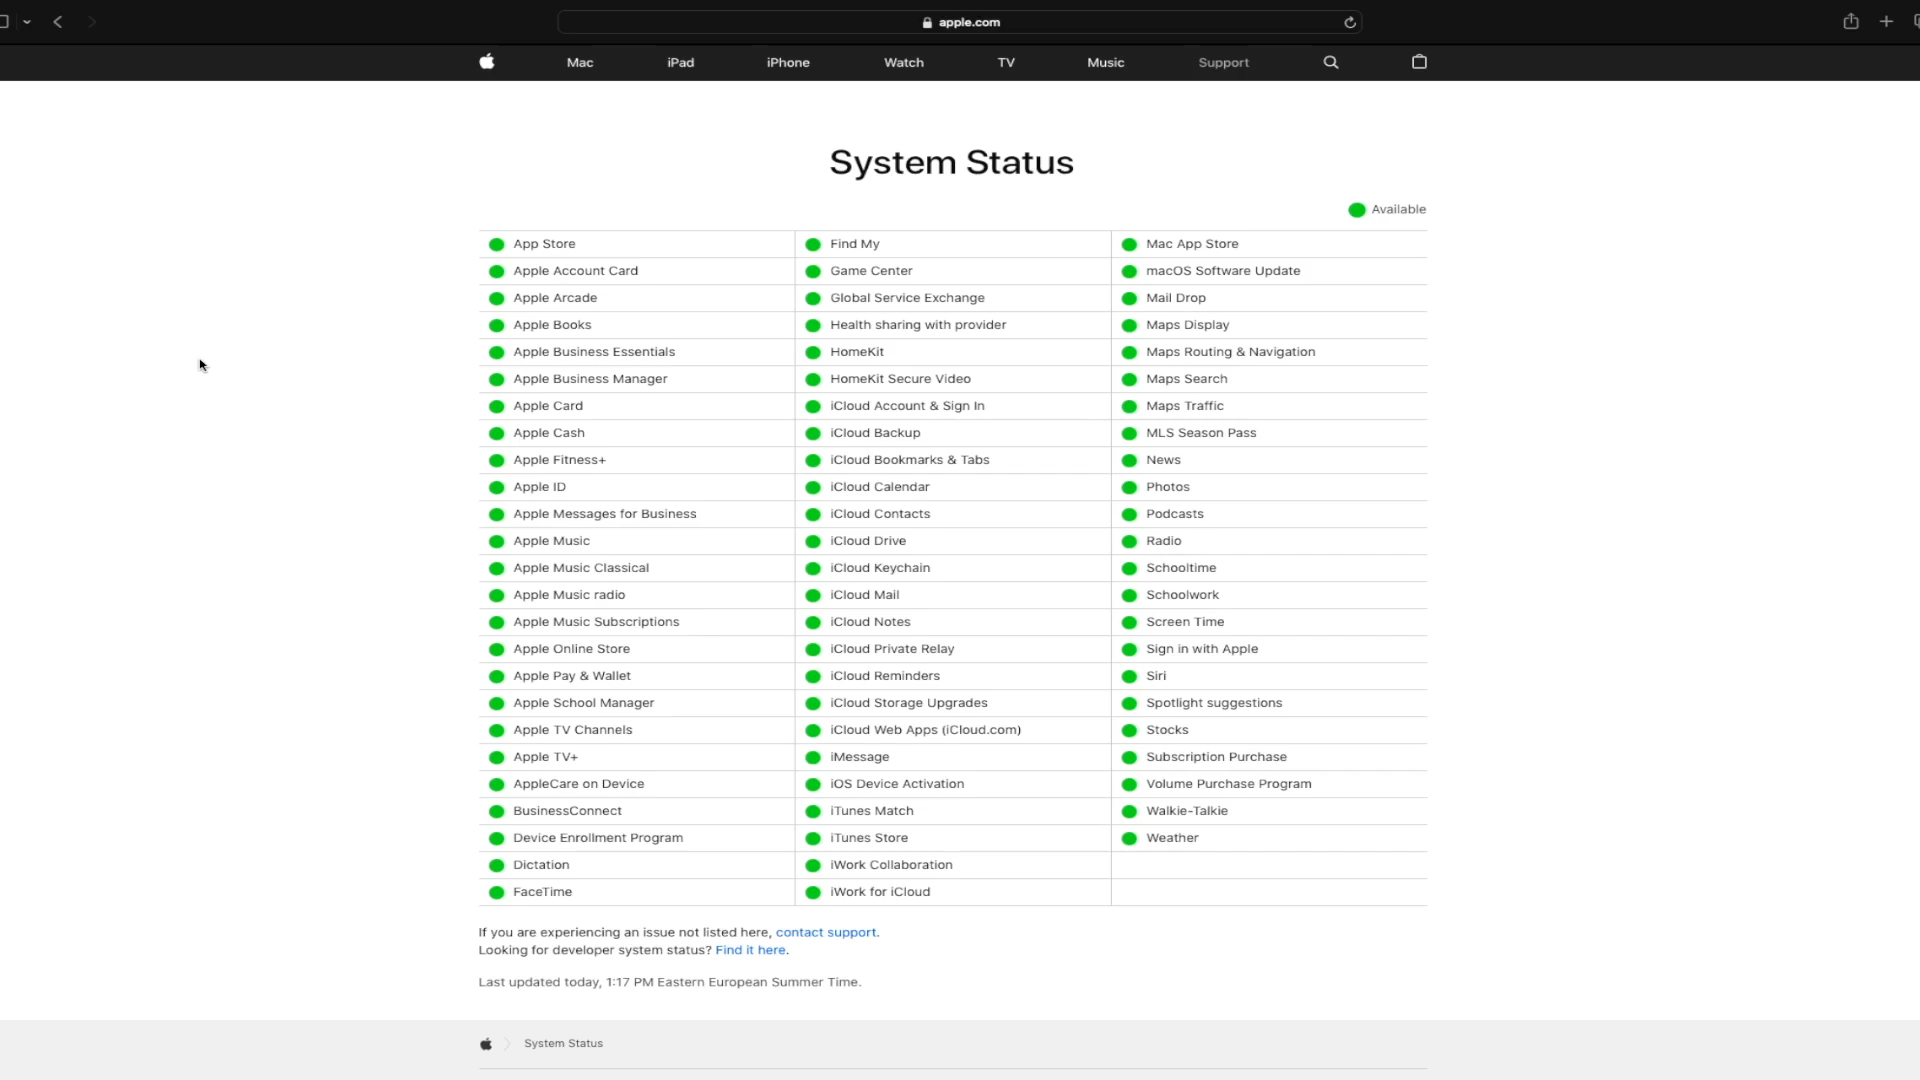 apple.com
Mac iPad iPhone Watch TV Music Support
System Status
Available
App Store Find My Mac App Store
Apple Account Card Game Center macOS Software Update
Apple Arcade Global Service Exchange Mail Drop
Apple Books Health sharing with provider Maps Display
Apple Business Essentials HomeKit Maps Routing & Navigation
Apple Business Manager HomeKit Secure Video Maps Search
Apple Card iCloud Account & Sign In Maps Traffic
Apple Cash iCloud Backup MLS Season Pass
Apple Fitness+ iCloud Bookmarks & Tabs News
Apple ID iCloud Calendar Photos
Apple Messages for Business iCloud Contacts Podcasts
Apple Music iCloud Drive Radio
Apple Music Classical iCloud Keychain Schooltime
Apple Music radio iCloud Mail Schoolwork
Apple Music Subscriptions iCloud Notes Screen Time
Apple Online Store iCloud Private Relay Sign in with Apple
Apple Pay & Wallet iCloud Reminders Siri
Apple School Manager iCloud Storage Upgrades Spotlight suggestions
Apple TV Channels iCloud Web Apps (iCloud.com) Stocks
Apple TV+ iMessage Subscription Purchase
AppleCare on Device iOS Device Activation Volume Purchase Program
BusinessConnect iTunes Match Walkie-Talkie
Device Enrollment Program iTunes Store Weather
Dictation iWork Collaboration
FaceTime iWork for iCloud
If you are experiencing an issue not listed here, contact support.
Looking for developer system status? Find it here.
Last updated today, 1:17 PM Eastern European Summer Time.
System Status